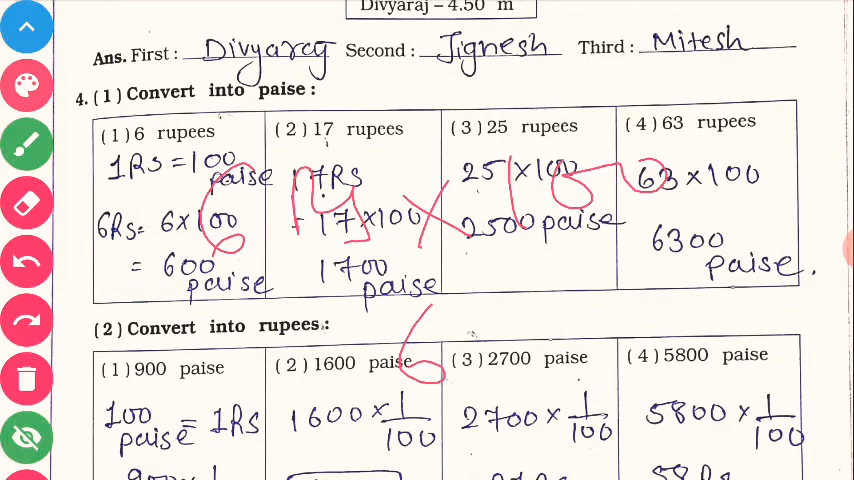 Divyaraj – 4.50 m
Ans. First : Divyaraj Second : Jignesh Third : Mitesh
4. (1) Convert into paise :
(1) 6 rupees
1Rs = 100
paise
6Rs = 6×100
= 600
paise
(2) 17 rupees
17Rs
= 17×100
1700
paise
(3) 25 rupees
25 × 100
2500 paise
(4) 63 rupees
63 × 100
6300
paise.
(2) Convert into rupees :
(1) 900 paise
100
paise = 1Rs
(2) 1600 paise
1600 × 1/100
(3) 2700 paise
2700 × 1/100
(4) 5800 paise
5800 × 1/100